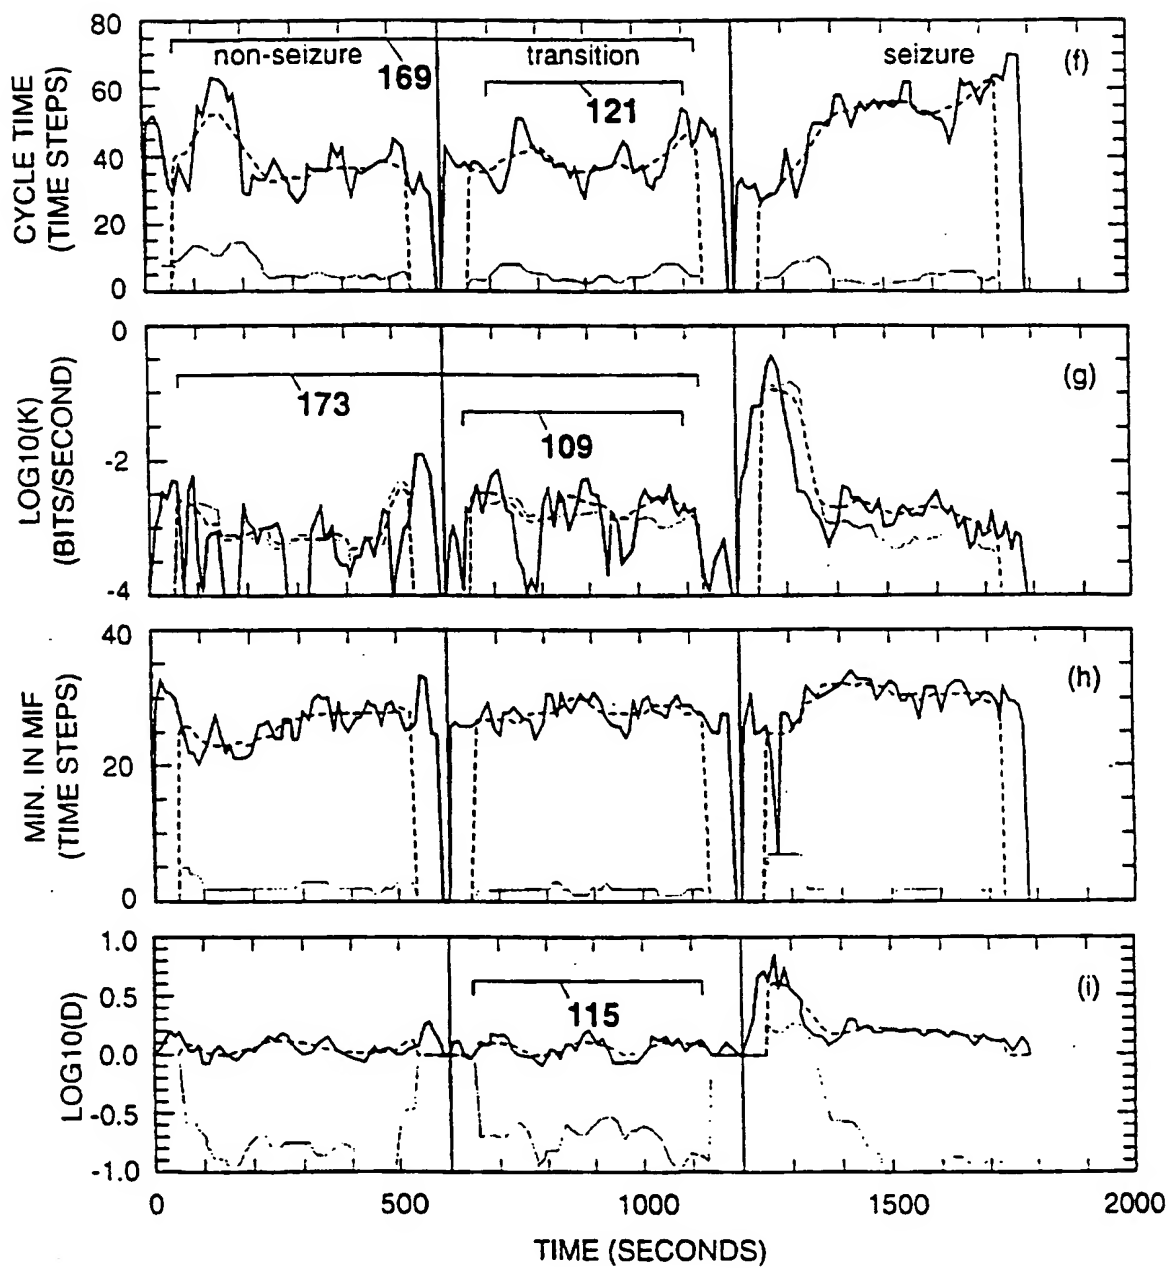 CYCLE TIME
(TIME STEPS)
80
60
40
20
0
non-seizure
transition
seizure
(f)
169
121
LOG10(K)
(BITS/SECOND)
0
-2
-4
(g)
173
109
MIN. IN MIF
(TIME STEPS)
40
20
0
(h)
LOG10(D)
1.0
0.5
0.0
-0.5
-1.0
(i)
115
0
500
1000
1500
2000
TIME (SECONDS)